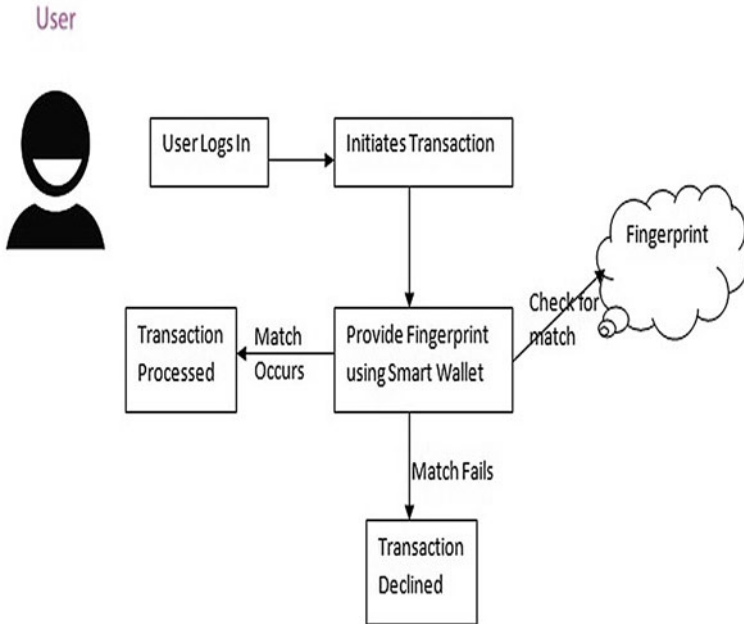 User
User Logs In
Initiates Transaction
Fingerprint
Check for
match
Provide Fingerprint
using Smart Wallet
Match
Occurs
Transaction
Processed
Match Fails
Transaction
Declined